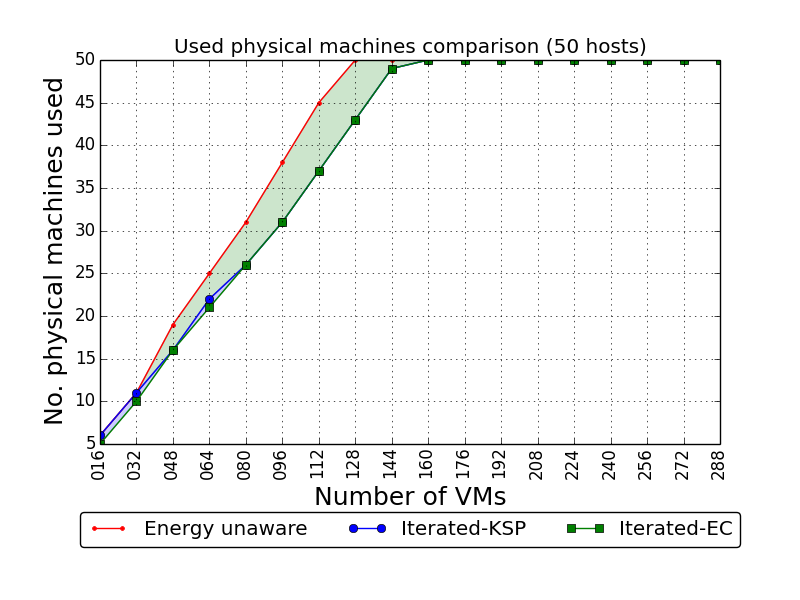 Used physical machines comparison (50 hosts)
No. physical machines used
50
45
40
35
30
25
20
15
10
5
016 032 048 064 080 096 112 128 144 160 176 192 208 224 240 256 272 288
Number of VMs
Energy unaware Iterated-KSP Iterated-EC